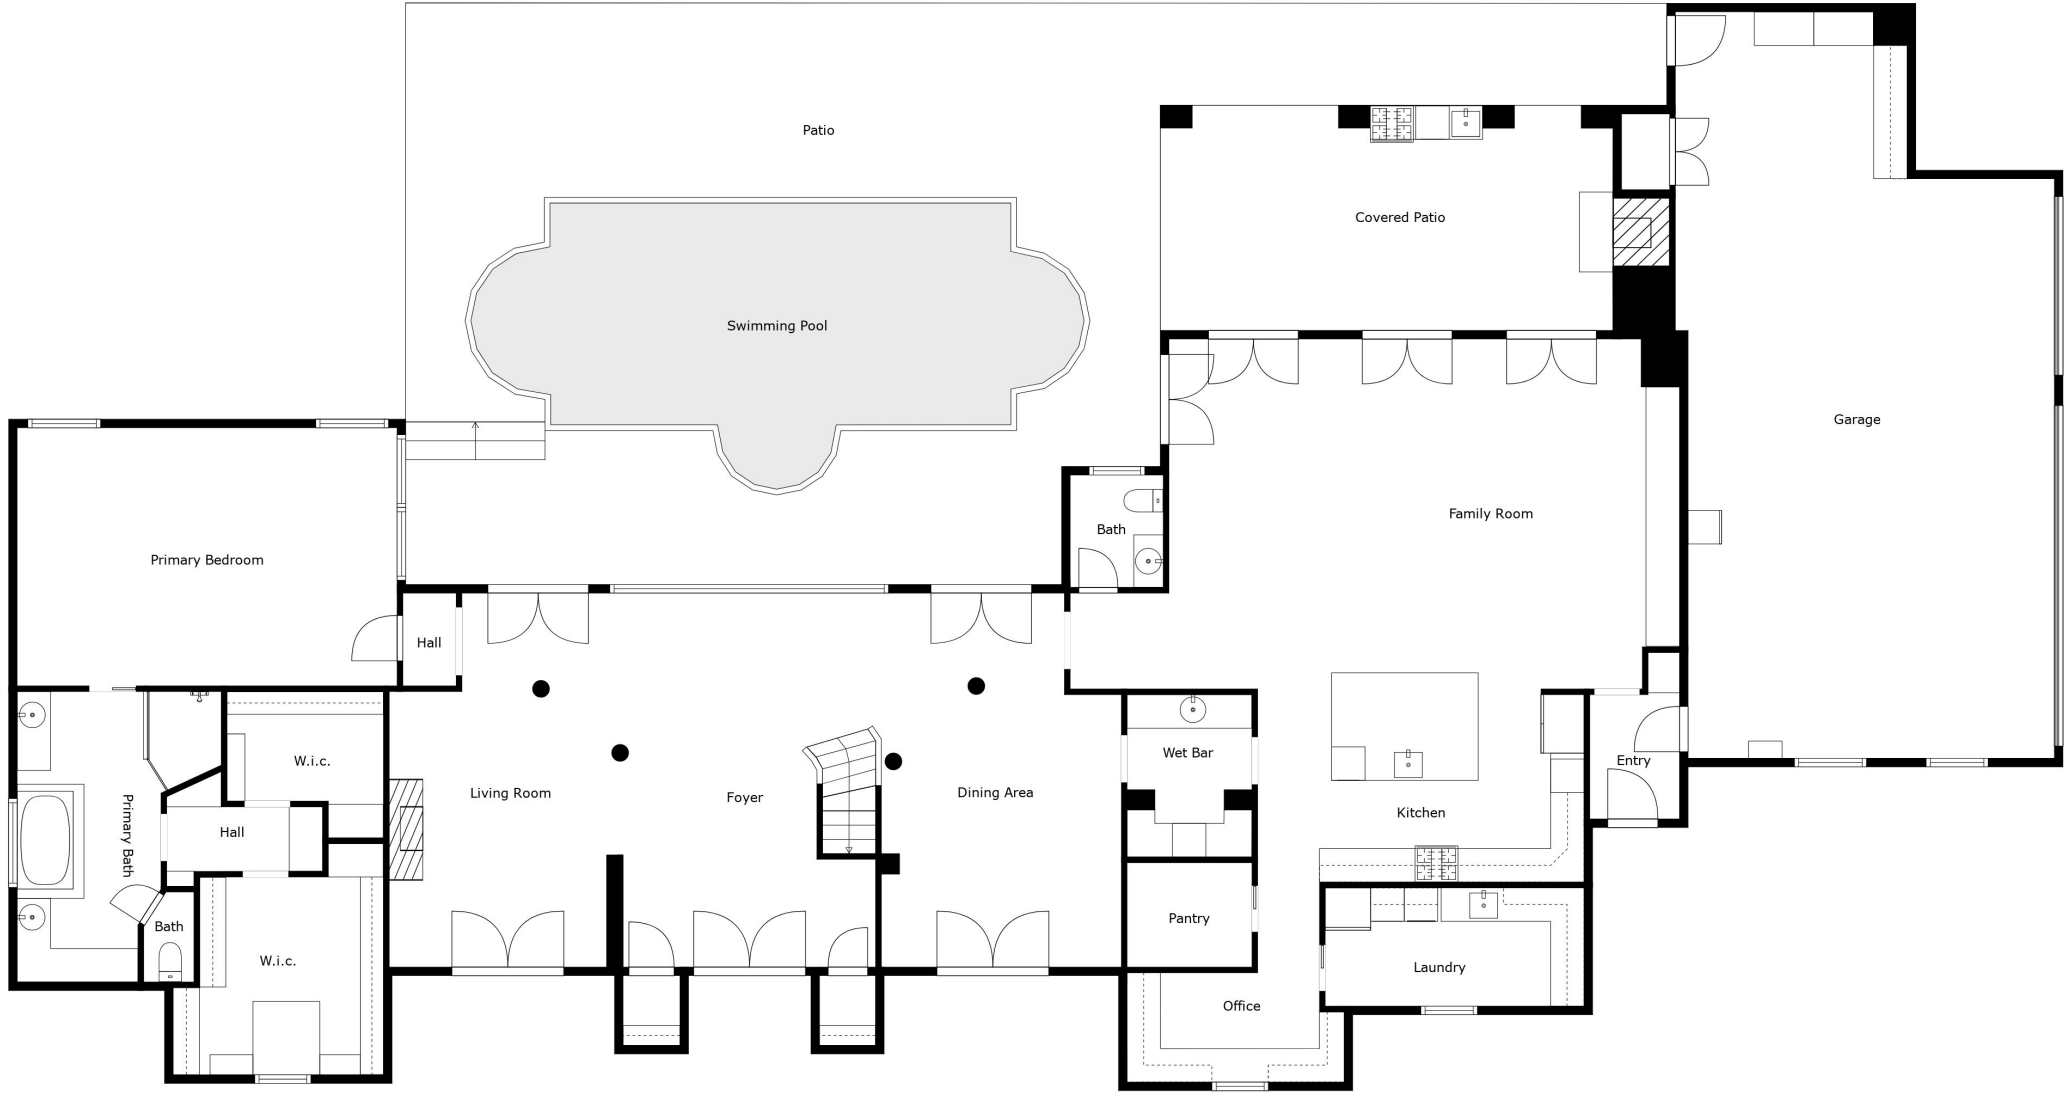 Patio
Covered Patio
Swimming Pool
Garage
Family Room
Bath
Primary Bedroom
Hall
Wet Bar
W.i.c.
Entry
Living Room
Foyer
Dining Area
Kitchen
Hall
Primary Bath
Pantry
Bath
W.i.c.
Laundry
Office